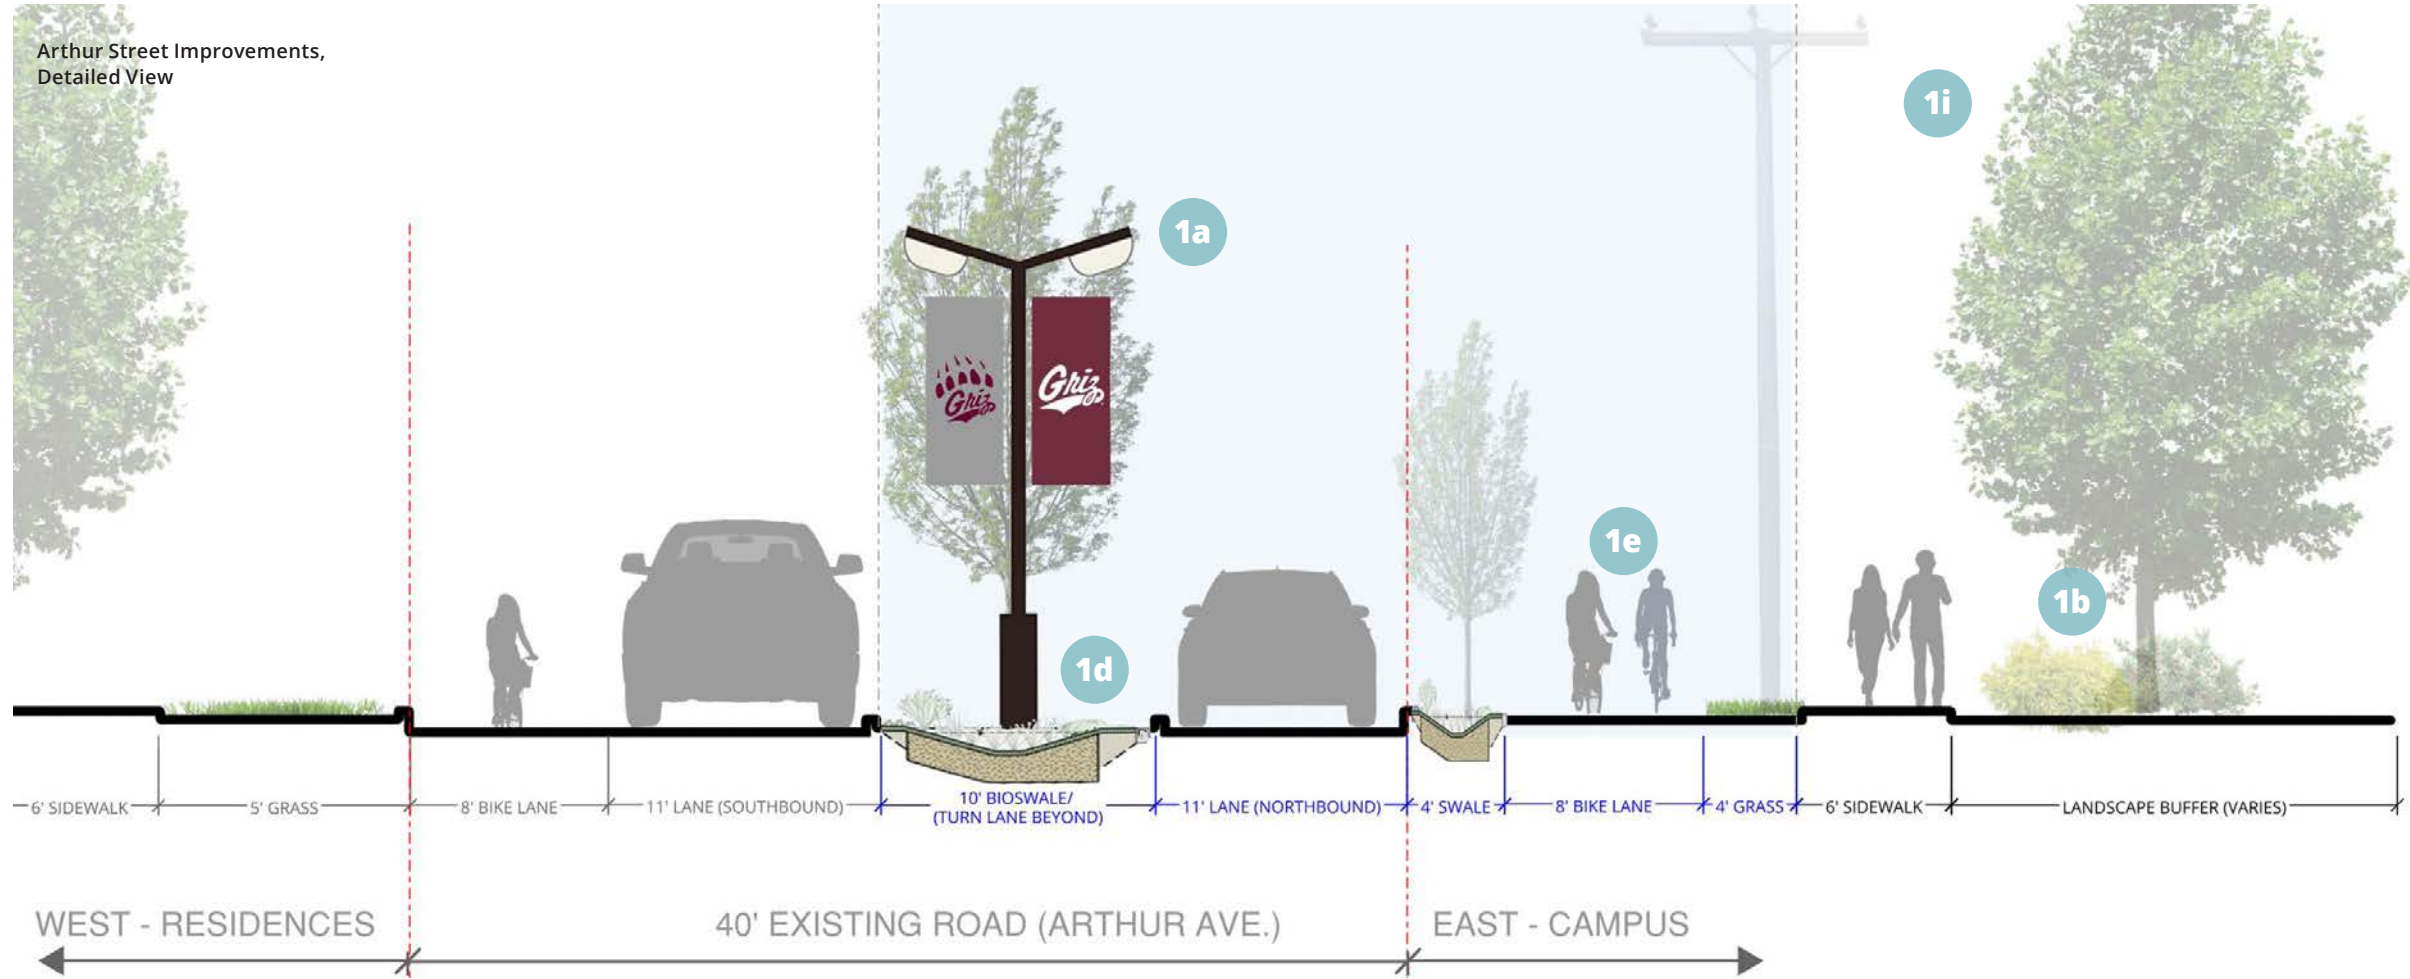 Arthur Street Improvements,
Detailed View
1i
1a
Griz
Griz
1e
1b
1d
6' SIDEWALK
5' GRASS
8' BIKE LANE
11' LANE (SOUTHBOUND)
10' BIOSWALE/
(TURN LANE BEYOND)
11' LANE (NORTHBOUND)
4' SWALE
8' BIKE LANE
4' GRASS
6' SIDEWALK
LANDSCAPE BUFFER (VARIES)
WEST - RESIDENCES
40' EXISTING ROAD (ARTHUR AVE.)
EAST - CAMPUS